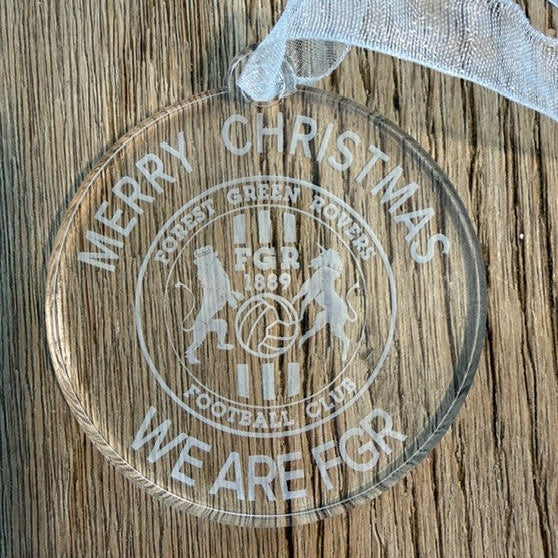 MERRY CHRISTMAS
FOREST GREEN ROVERS
FGR
1889
FOOTBALL CLUB
WE ARE FGR